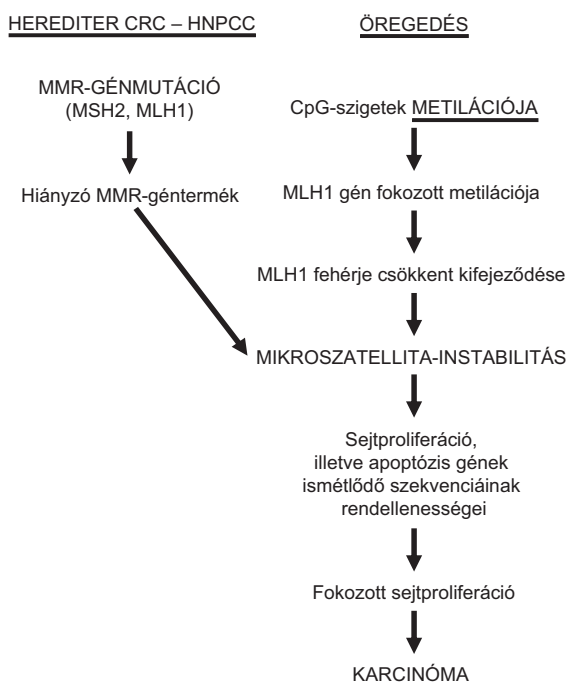 HEREDITER CRC – HNPCC
MMR-GÉNMUTÁCIÓ
(MSH2, MLH1)
Hiányzó MMR-géntermék
ÖREGEDÉS
CpG-szigetek METILÁCIÓJA
MLH1 gén fokozott metilációja
MLH1 fehérje csökkent kifejeződése
MIKROSZATELLITA-INSTABILITÁS
Sejtproliferáció,
illetve apoptózis gének
ismétlődő szekvenciáinak
rendellenességei
Fokozott sejtproliferáció
KARCINÓMA